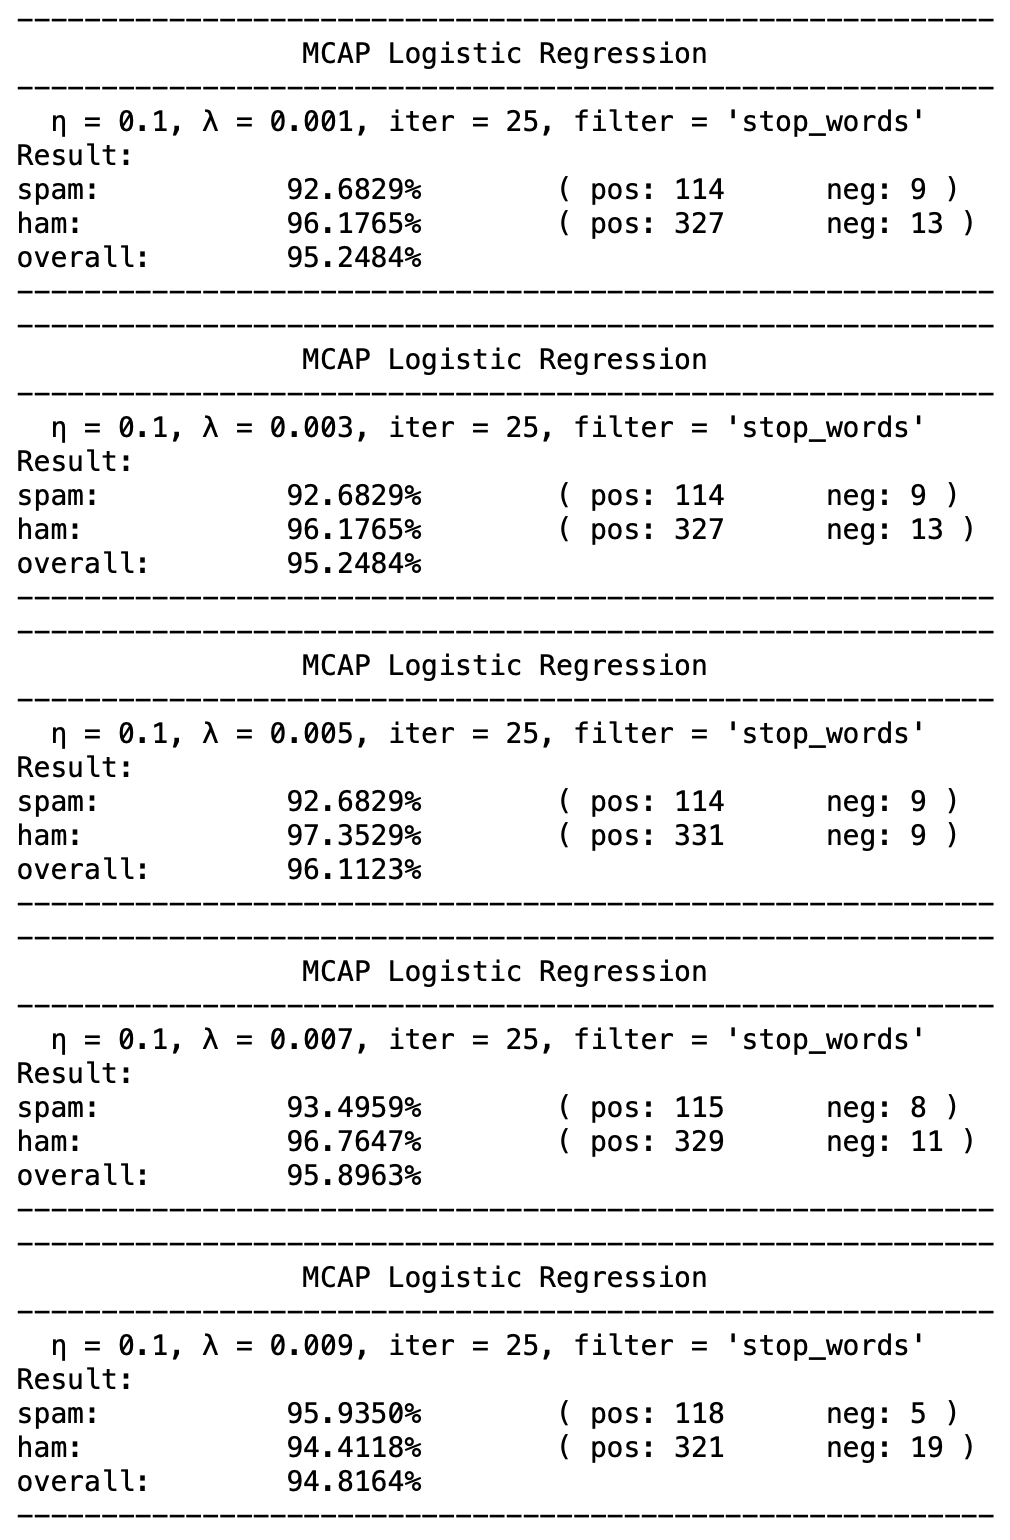 ----------------------------------------------------------
MCAP Logistic Regression
----------------------------------------------------------
η = 0.1, λ = 0.001, iter = 25, filter = 'stop_words'
Result:
spam: 92.6829% ( pos: 114 neg: 9 )
ham: 96.1765% ( pos: 327 neg: 13 )
overall: 95.2484%
----------------------------------------------------------
----------------------------------------------------------
MCAP Logistic Regression
----------------------------------------------------------
η = 0.1, λ = 0.003, iter = 25, filter = 'stop_words'
Result:
spam: 92.6829% ( pos: 114 neg: 9 )
ham: 96.1765% ( pos: 327 neg: 13 )
overall: 95.2484%
----------------------------------------------------------
----------------------------------------------------------
MCAP Logistic Regression
----------------------------------------------------------
η = 0.1, λ = 0.005, iter = 25, filter = 'stop_words'
Result:
spam: 92.6829% ( pos: 114 neg: 9 )
ham: 97.3529% ( pos: 331 neg: 9 )
overall: 96.1123%
----------------------------------------------------------
----------------------------------------------------------
MCAP Logistic Regression
----------------------------------------------------------
η = 0.1, λ = 0.007, iter = 25, filter = 'stop_words'
Result:
spam: 93.4959% ( pos: 115 neg: 8 )
ham: 96.7647% ( pos: 329 neg: 11 )
overall: 95.8963%
----------------------------------------------------------
----------------------------------------------------------
MCAP Logistic Regression
----------------------------------------------------------
η = 0.1, λ = 0.009, iter = 25, filter = 'stop_words'
Result:
spam: 95.9350% ( pos: 118 neg: 5 )
ham: 94.4118% ( pos: 321 neg: 19 )
overall: 94.8164%
----------------------------------------------------------